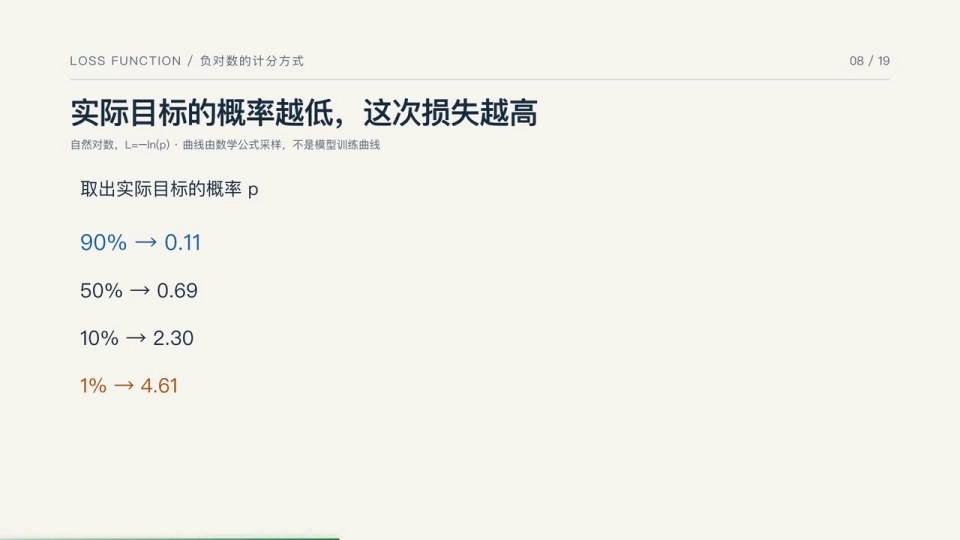 LOSS FUNCTION / 负对数的计分方式
08 / 19
实际目标的概率越低，这次损失越高
自然对数，L=−ln(p) · 曲线由数学公式采样，不是模型训练曲线
取出实际目标的概率 p
90% → 0.11
50% → 0.69
10% → 2.30
1% → 4.61